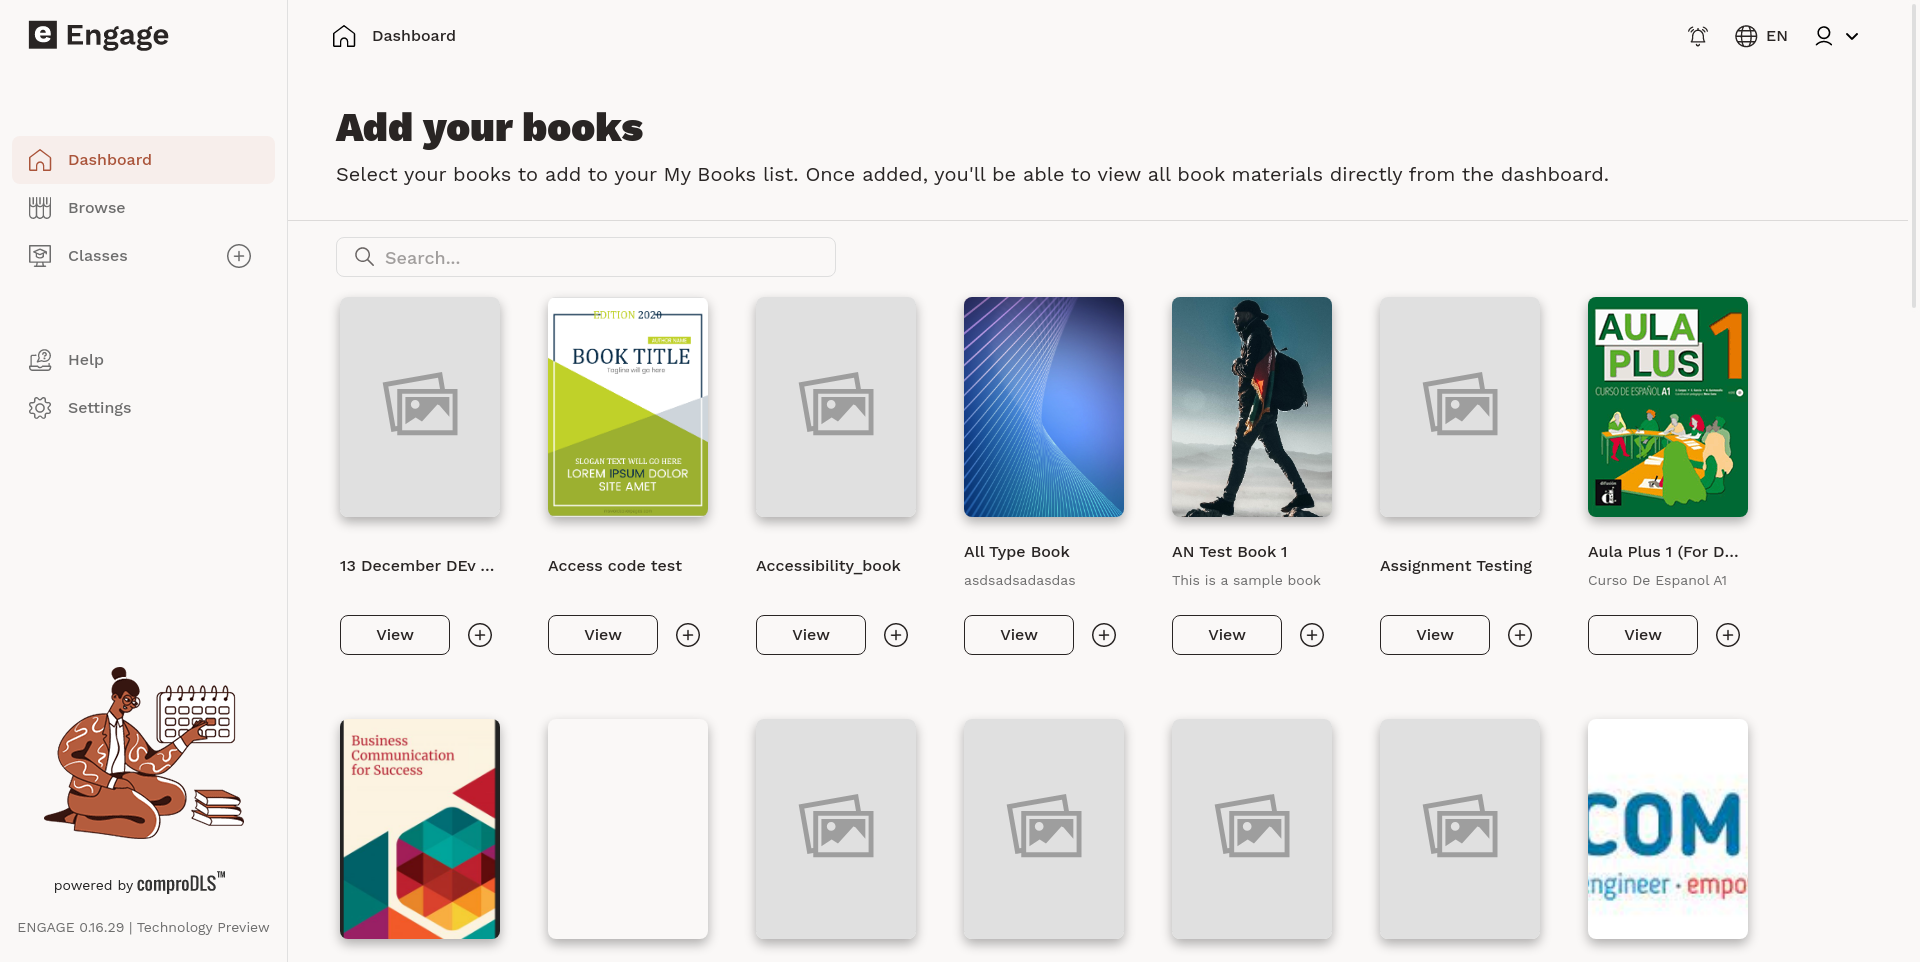 e Engage
Dashboard
EN
Dashboard
Browse
Classes
Help
Settings
powered by comproDLS™
ENGAGE 0.16.29 | Technology Preview
Add your books
Select your books to add to your My Books list. Once added, you'll be able to view all book materials directly from the dashboard.
Search...
EDITION 2020
AUTHOR NAME
BOOK TITLE
Tagline will go here
SLOGAN TEXT WILL GO HERE
LOREM IPSUM DOLOR
SITE AMET
AULA
PLUS 1
CURSO DE ESPAÑOL A1
difusión
13 December DEv ...
Access code test
Accessibility_book
All Type Book
asdsadsadasdas
AN Test Book 1
This is a sample book
Assignment Testing
Aula Plus 1 (For D...
Curso De Espanol A1
View
View
View
View
View
View
View
Business
Communication
for Success
COM
ngineer · empo